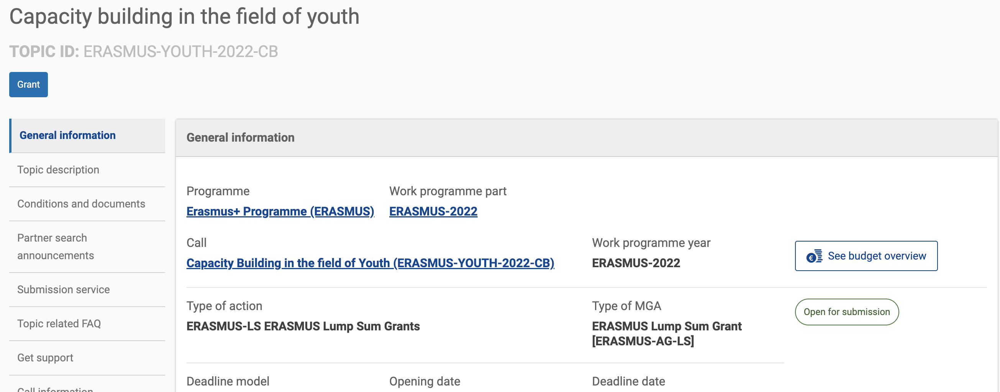 Capacity building in the field of youth
TOPIC ID: ERASMUS-YOUTH-2022-CB
Grant
General information
Topic description
Conditions and documents
Partner search
announcements
Submission service
Topic related FAQ
Get support
Call information
General information
Programme
Work programme part
Erasmus+ Programme (ERASMUS)
ERASMUS-2022
Call
Work programme year
Capacity Building in the field of Youth (ERASMUS-YOUTH-2022-CB)
ERASMUS-2022
See budget overview
Type of action
Type of MGA
ERASMUS-LS ERASMUS Lump Sum Grants
ERASMUS Lump Sum Grant
[ERASMUS-AG-LS]
Open for submission
Deadline model
Opening date
Deadline date